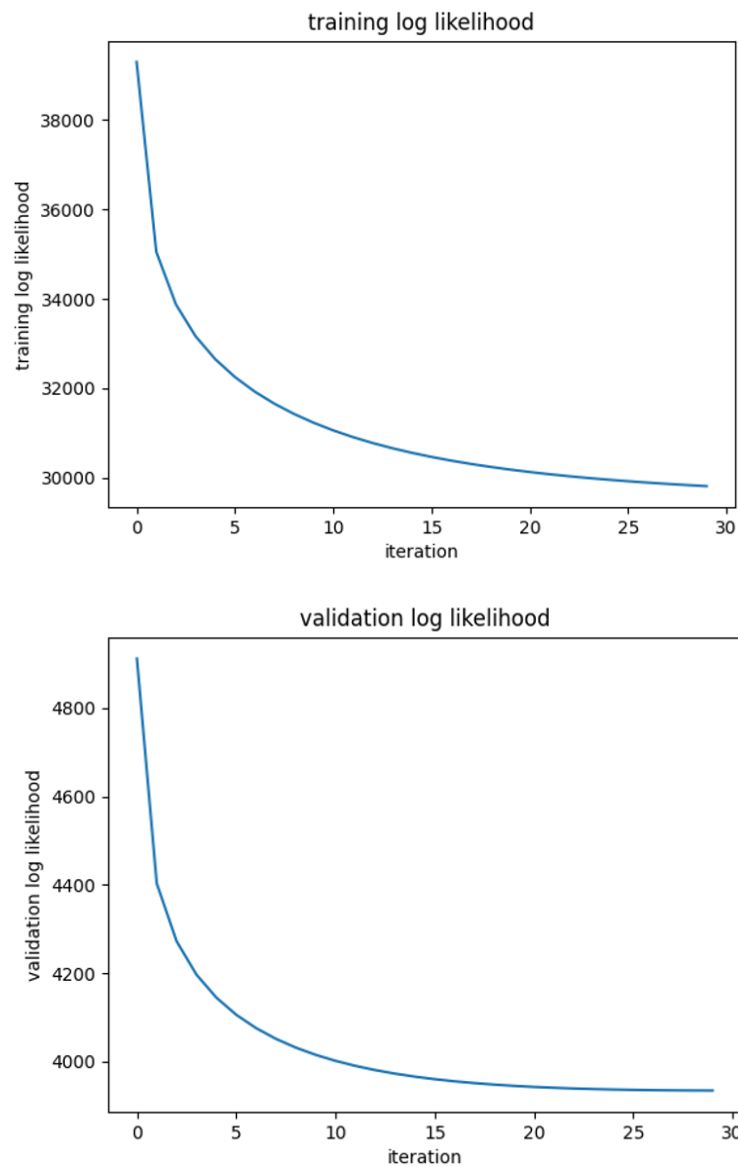 training log likelihood
training log likelihood
38000
36000
34000
32000
30000
0 5 10 15 20 25 30
iteration
validation log likelihood
validation log likelihood
4800
4600
4400
4200
4000
0 5 10 15 20 25 30
iteration